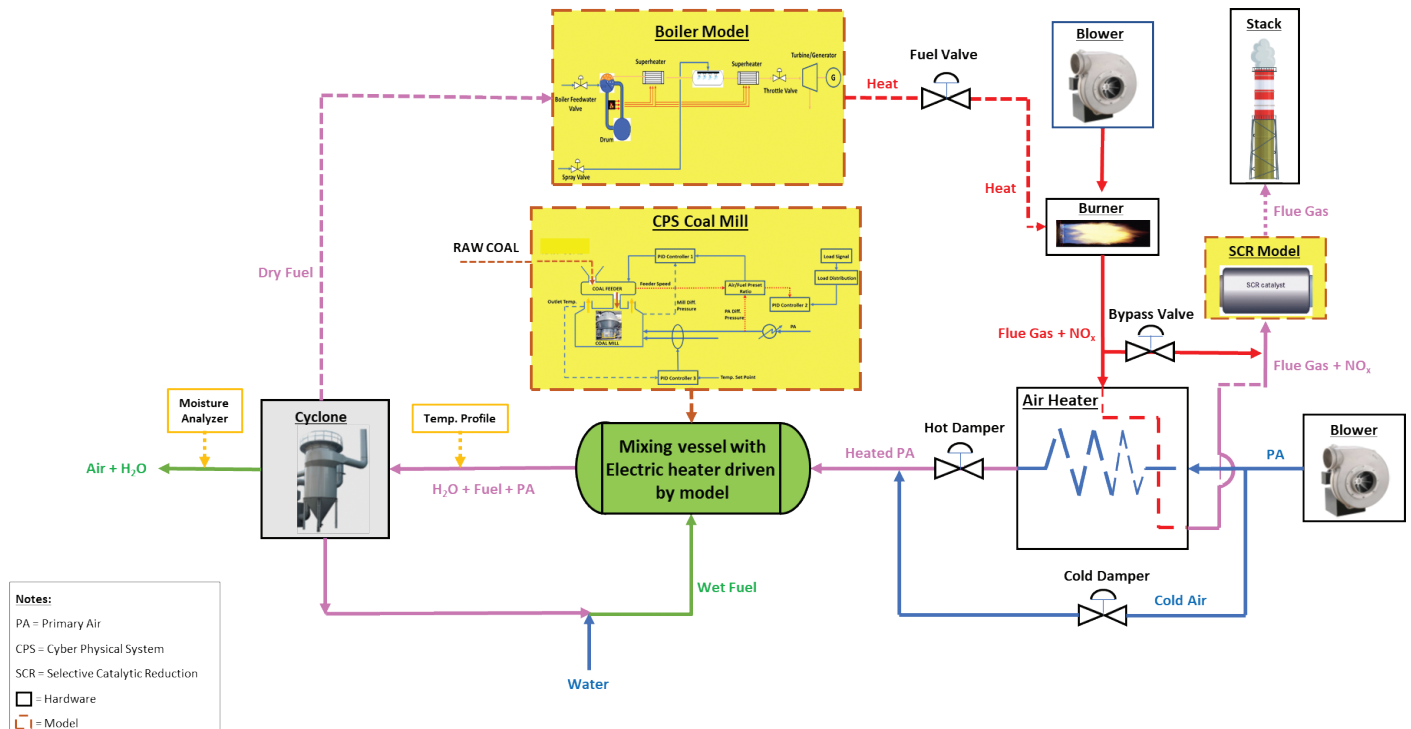 Boiler Model
Turbine/Generator
Superheater
Superheater
G
Boiler Feedwater
Valve
Throttle Valve
Drum
Spray Valve
Heat
Fuel Valve
Blower
Stack
Heat
Burner
Flue Gas
SCR Model
SCR catalyst
CPS Coal Mill
RAW COAL
PID Controller 1
Load Signal
COAL FEEDER
Feeder Speed
Air/Fuel Preset
Ratio
Load Distribution
PID Controller 2
Outlet Temp.
Mill Diff.
Pressure
PA Diff.
Pressure
PA
COAL MILL
PID Controller 3
Temp. Set Point
Dry Fuel
Flue Gas + NOₓ
Bypass Valve
Flue Gas + NOₓ
Moisture
Analyzer
Cyclone
Temp. Profile
Mixing vessel with
Electric heater driven
by model
Heated PA
Hot Damper
Air Heater
PA
Blower
Air + H₂O
H₂O + Fuel + PA
Wet Fuel
Cold Damper
Cold Air
Water
Notes:
PA = Primary Air
CPS = Cyber Physical System
SCR = Selective Catalytic Reduction
= Hardware
= Model